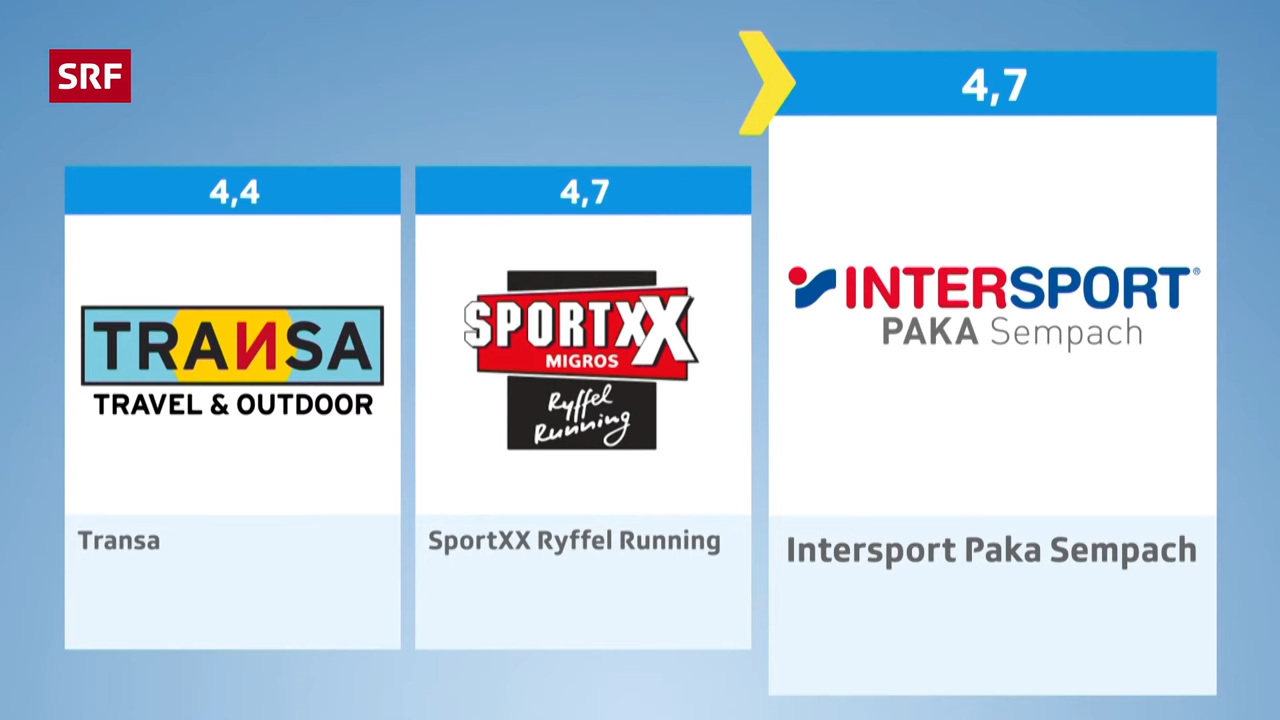 SRF
4,4
TRANSA
TRAVEL & OUTDOOR
Transa
4,7
SPORTXX
MIGROS
Ryffel
Running
SportXX Ryffel Running
4,7
INTERSPORT®
PAKA Sempach
Intersport Paka Sempach